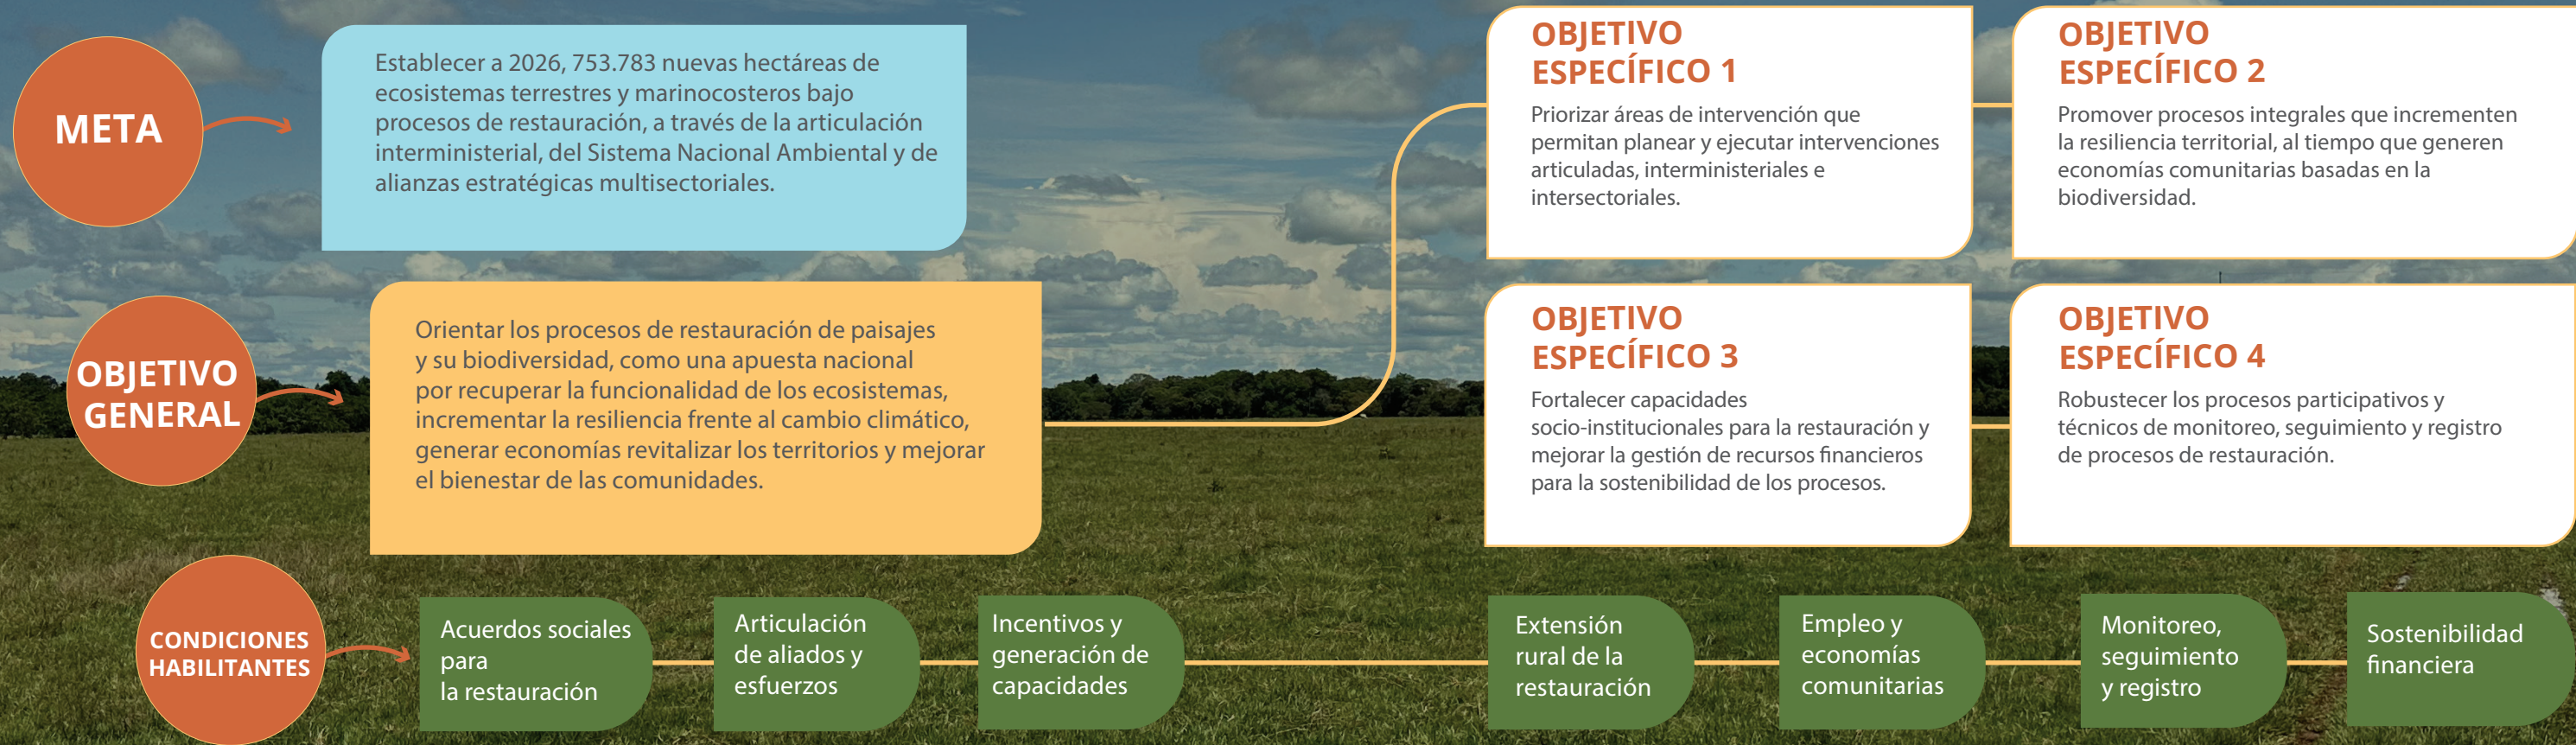 META
Establecer a 2026, 753.783 nuevas hectáreas de
ecosistemas terrestres y marinocosteros bajo
procesos de restauración, a través de la articulación
interministerial, del Sistema Nacional Ambiental y de
alianzas estratégicas multisectoriales.
OBJETIVO
GENERAL
Orientar los procesos de restauración de paisajes
y su biodiversidad, como una apuesta nacional
por recuperar la funcionalidad de los ecosistemas,
incrementar la resiliencia frente al cambio climático,
generar economías revitalizar los territorios y mejorar
el bienestar de las comunidades.
OBJETIVO
ESPECÍFICO 1
Priorizar áreas de intervención que
permitan planear y ejecutar intervenciones
articuladas, interministeriales e
intersectoriales.
OBJETIVO
ESPECÍFICO 2
Promover procesos integrales que incrementen
la resiliencia territorial, al tiempo que generen
economías comunitarias basadas en la
biodiversidad.
OBJETIVO
ESPECÍFICO 3
Fortalecer capacidades
socio-institucionales para la restauración y
mejorar la gestión de recursos financieros
para la sostenibilidad de los procesos.
OBJETIVO
ESPECÍFICO 4
Robustecer los procesos participativos y
técnicos de monitoreo, seguimiento y registro
de procesos de restauración.
CONDICIONES
HABILITANTES
Acuerdos sociales
para
la restauración
Articulación
de aliados y
esfuerzos
Incentivos y
generación de
capacidades
Extensión
rural de la
restauración
Empleo y
economías
comunitarias
Monitoreo,
seguimiento
y registro
Sostenibilidad
financiera